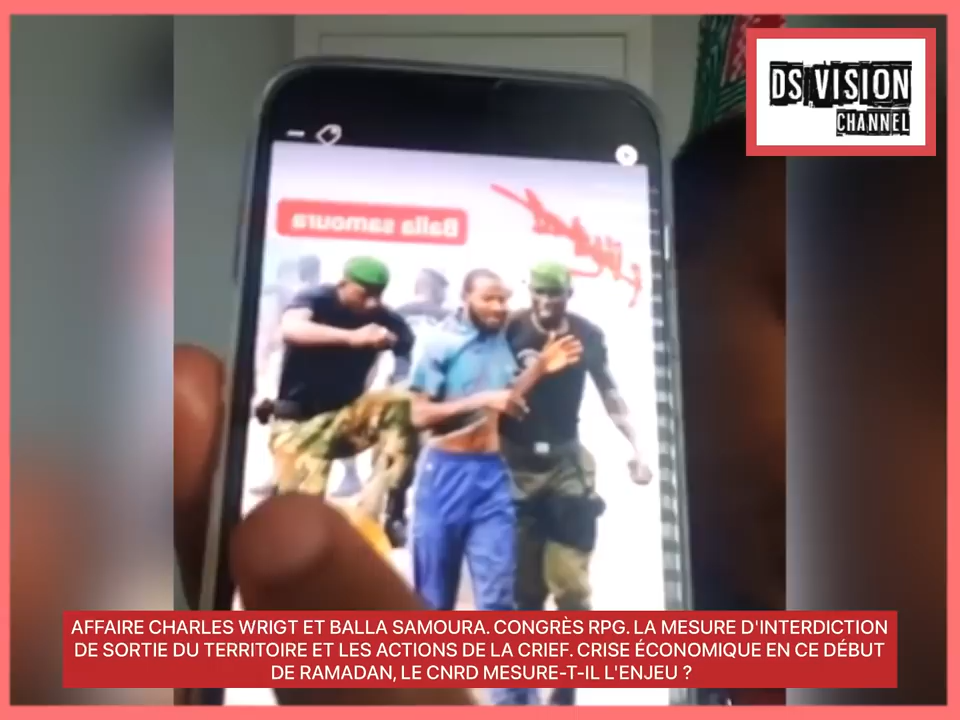 DS VISION
CHANNEL
Balla samoura
AFFAIRE CHARLES WRIGT ET BALLA SAMOURA. CONGRÈS RPG. LA MESURE D'INTERDICTION
DE SORTIE DU TERRITOIRE ET LES ACTIONS DE LA CRIEF. CRISE ÉCONOMIQUE EN CE DÉBUT
DE RAMADAN, LE CNRD MESURE-T-IL L'ENJEU ?